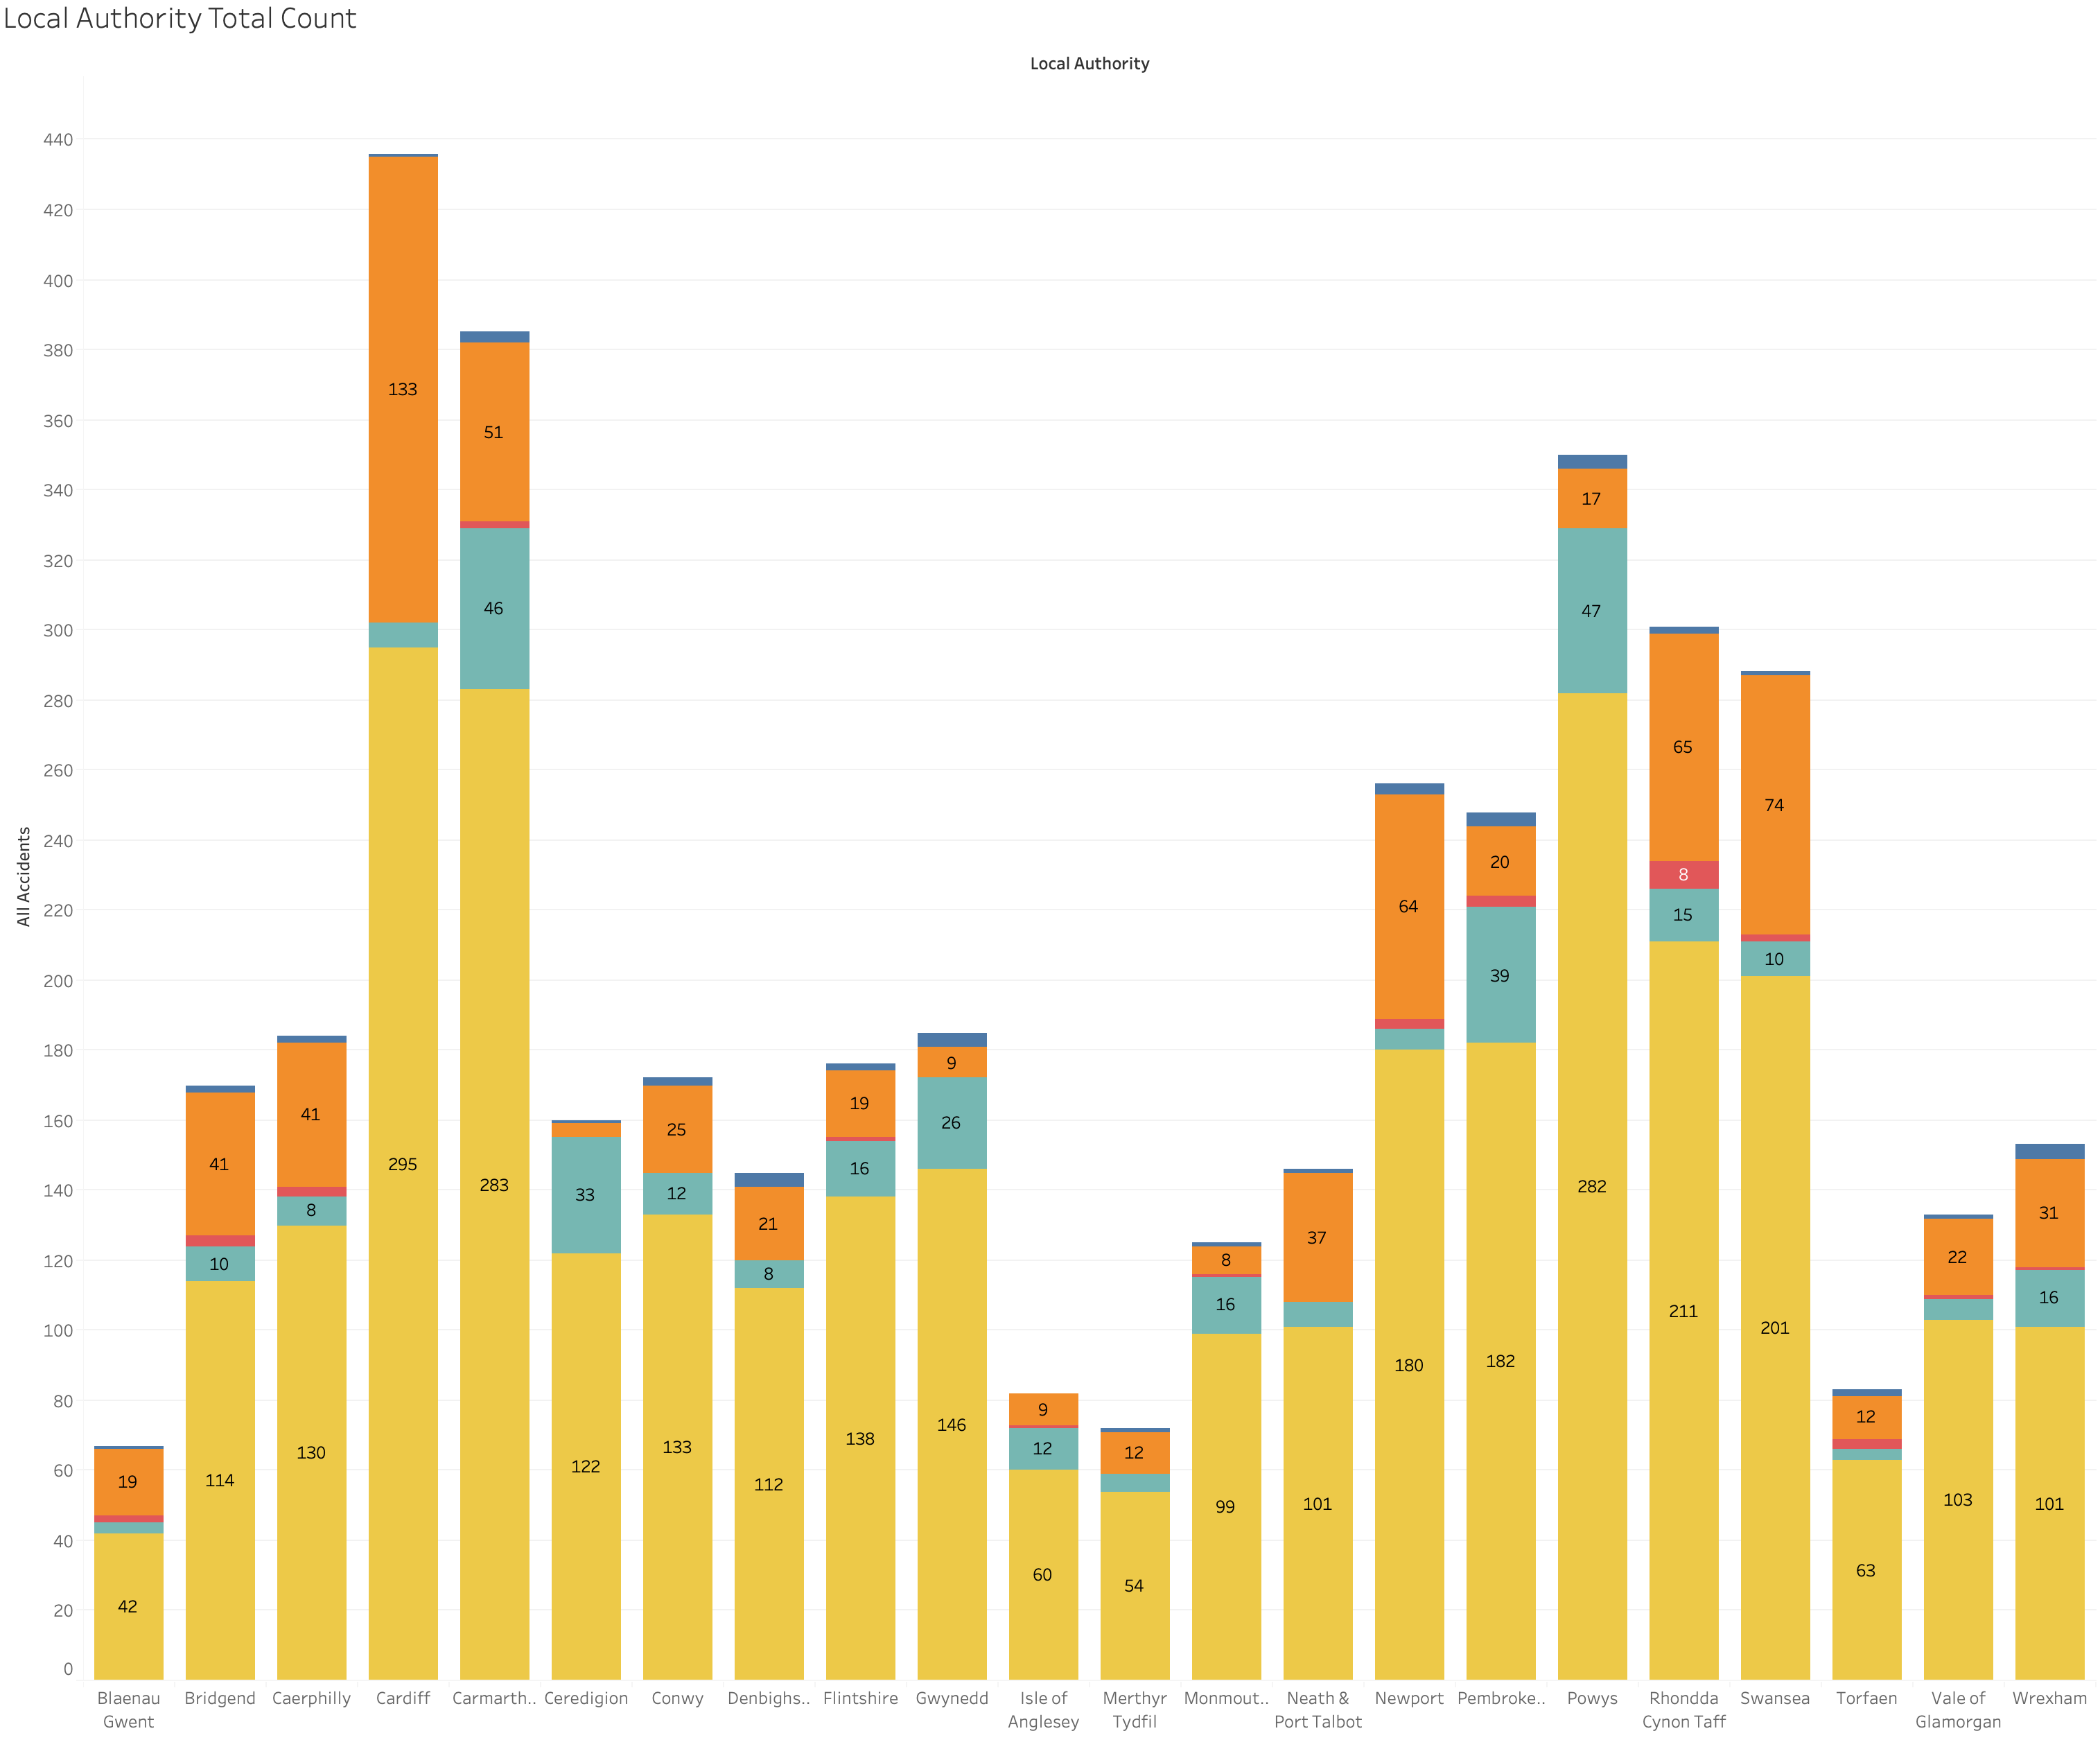 Local Authority Total Count
Local Authority
All Accidents
440
420
400
380
360
340
320
300
280
260
240
220
200
180
160
140
120
100
80
60
40
20
0
19
42
41
10
114
41
8
130
133
295
51
46
283
33
122
25
12
133
21
8
112
19
16
138
9
26
146
9
12
60
12
54
8
16
99
37
101
64
180
20
39
182
17
47
282
65
8
15
211
74
10
201
12
63
22
103
31
16
101
Blaenau
Gwent
Bridgend
Caerphilly
Cardiff
Carmarth..
Ceredigion
Conwy
Denbighs..
Flintshire
Gwynedd
Isle of
Anglesey
Merthyr
Tydfil
Monmout..
Neath &
Port Talbot
Newport
Pembroke..
Powys
Rhondda
Cynon Taff
Swansea
Torfaen
Vale of
Glamorgan
Wrexham